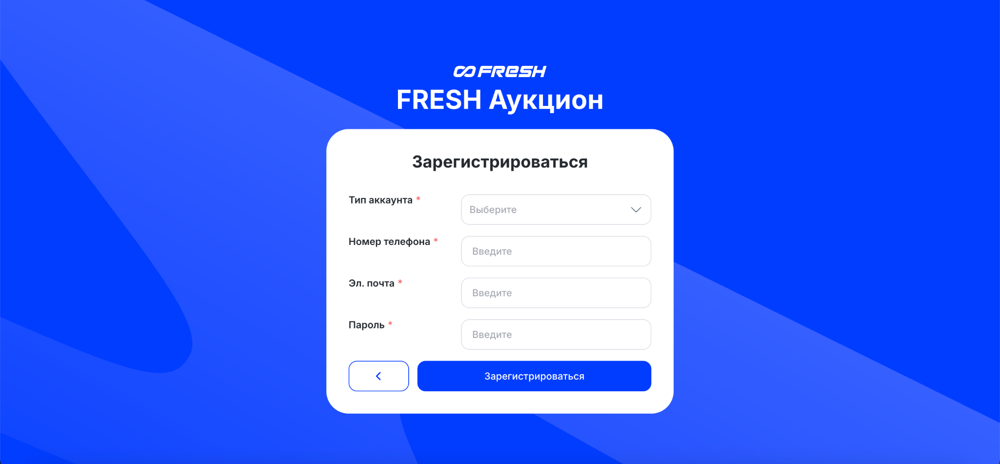 FRESH
FRESH Аукцион
Зарегистрироваться
Тип аккаунта *
Выберите
Номер телефона *
Введите
Эл. почта *
Введите
Пароль *
Введите
Зарегистрироваться